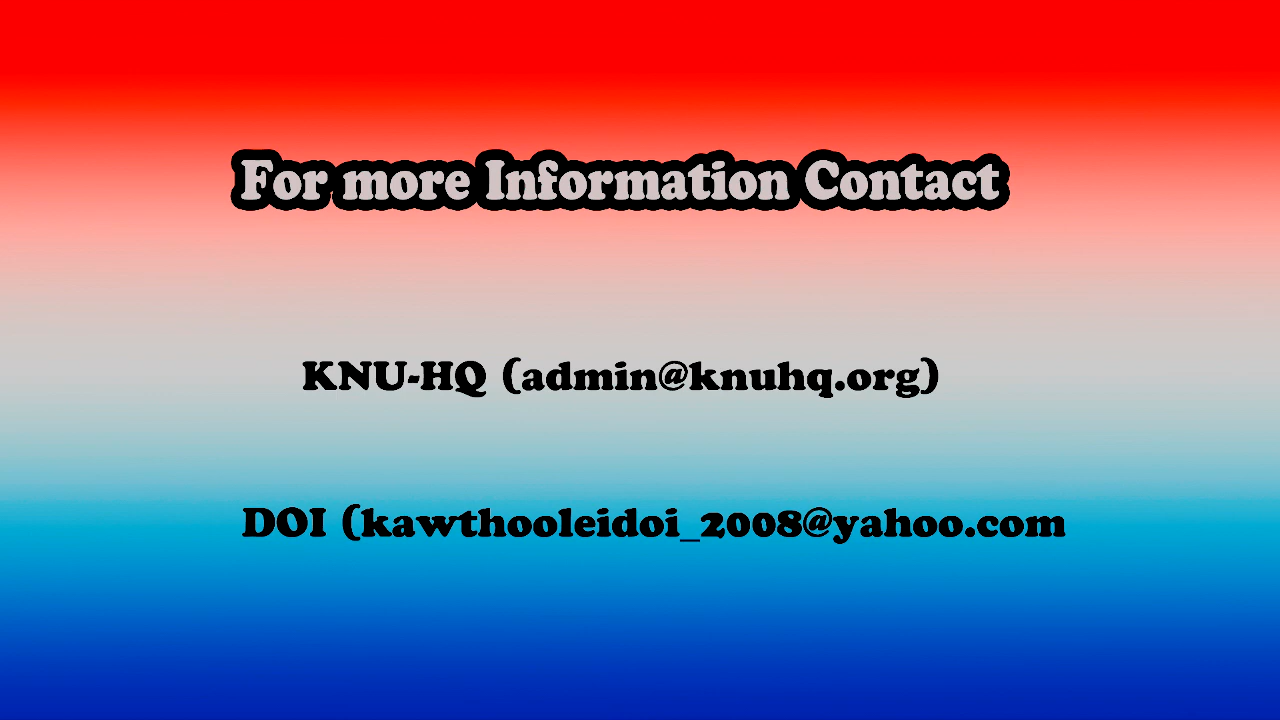 For more Information Contact
KNU-HQ (admin@knuhq.org)
DOI (kawthooleidoi_2008@yahoo.com